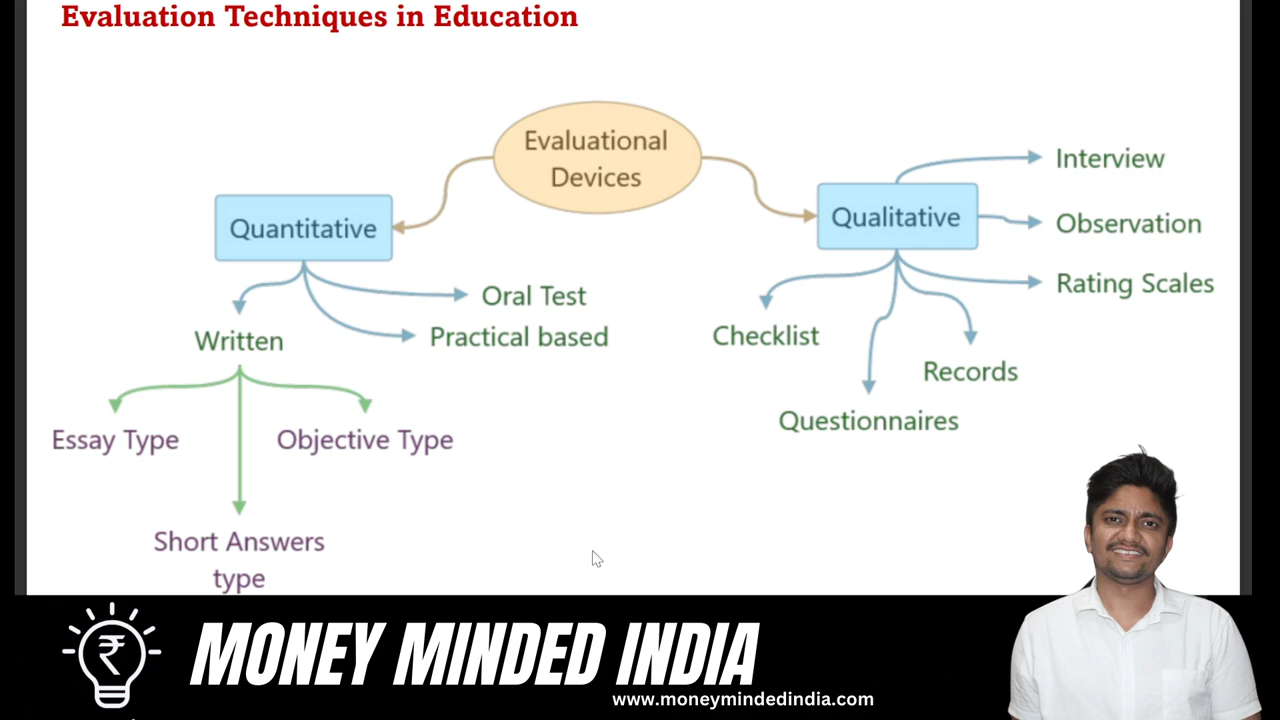 Evaluation Techniques in Education
Evaluational
Devices
Quantitative
Qualitative
Interview
Observation
Rating Scales
Oral Test
Practical based
Written
Checklist
Records
Questionnaires
Essay Type
Objective Type
Short Answers
type
₹
MONEY MINDED INDIA
www.moneymindedindia.com